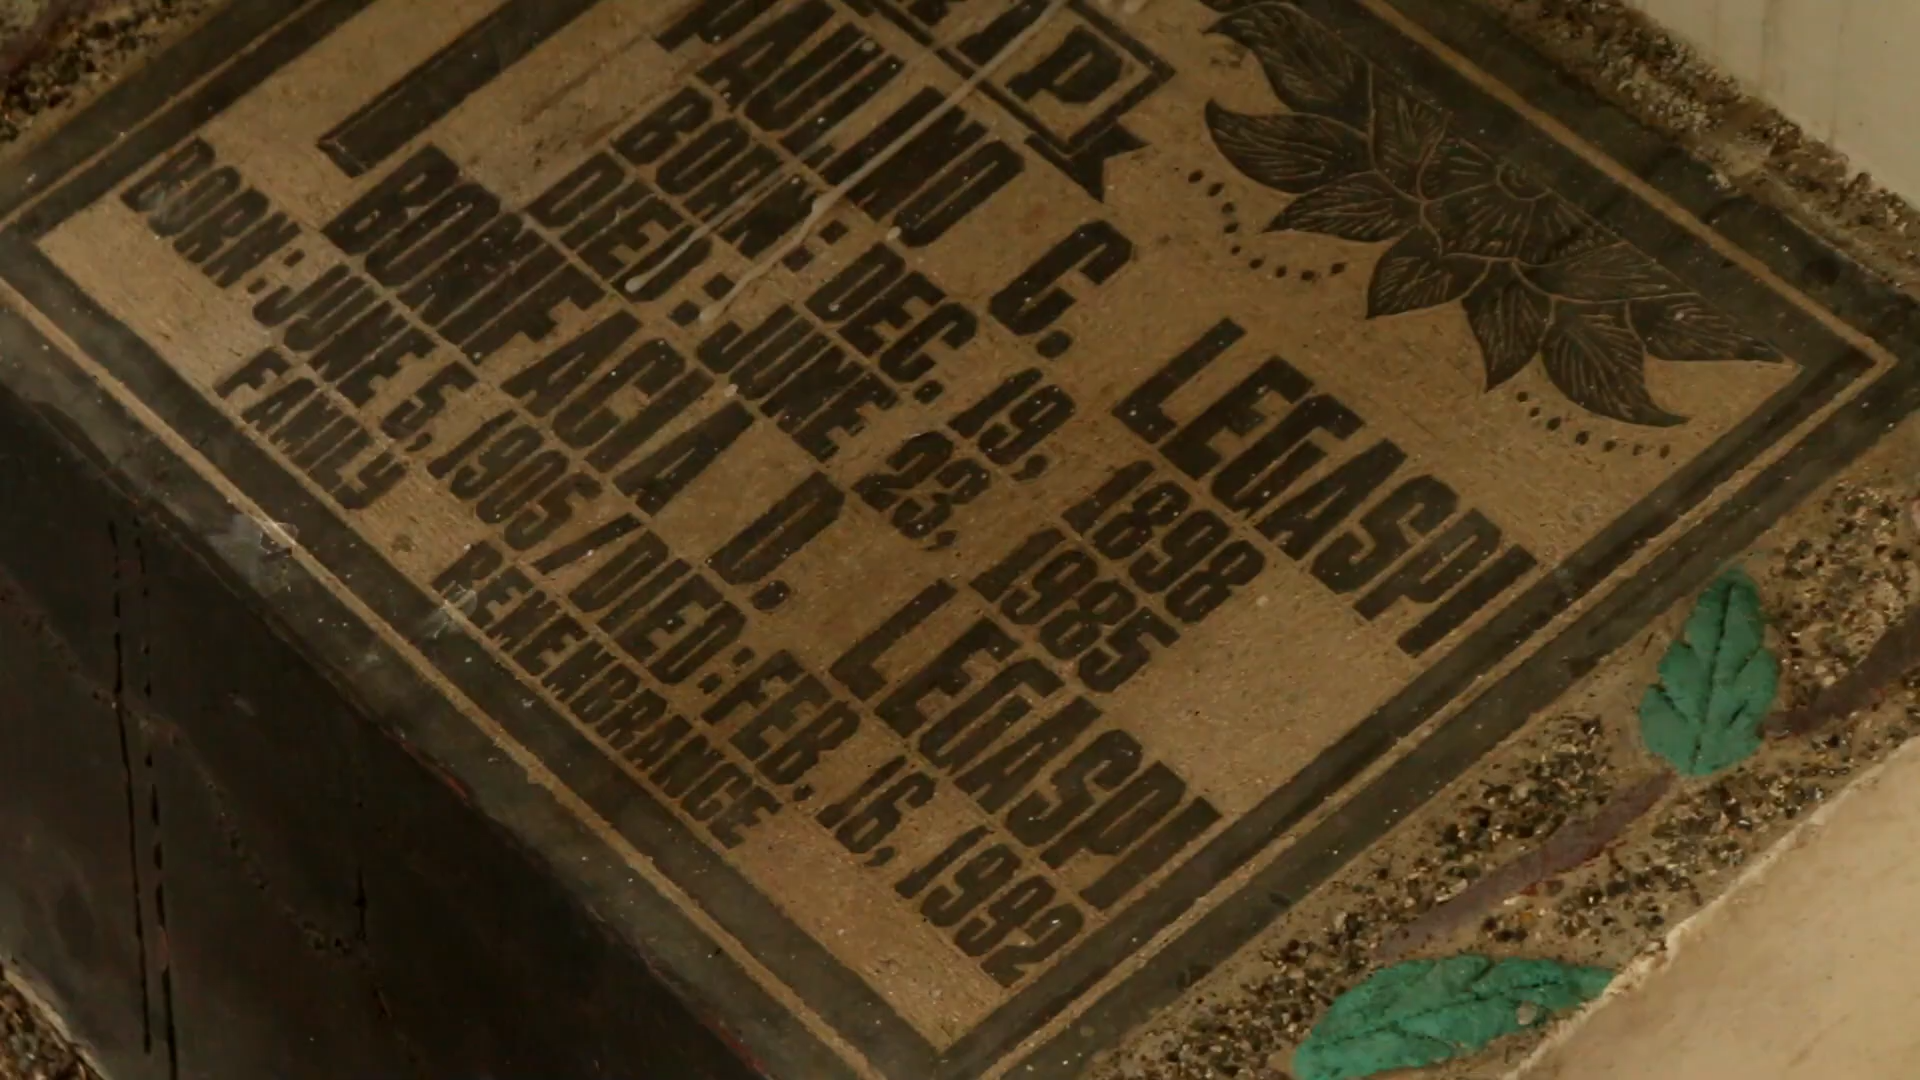 R I P
PAULINO C. LEGASPI
BORN: DEC. 19, 1898
DIED: JUNE 23, 1985
BONIFACIA D. LEGASPI
BORN: JUNE 5, 1905 / DIED: FEB. 16, 1992
FAMILY REMEMBRANCE